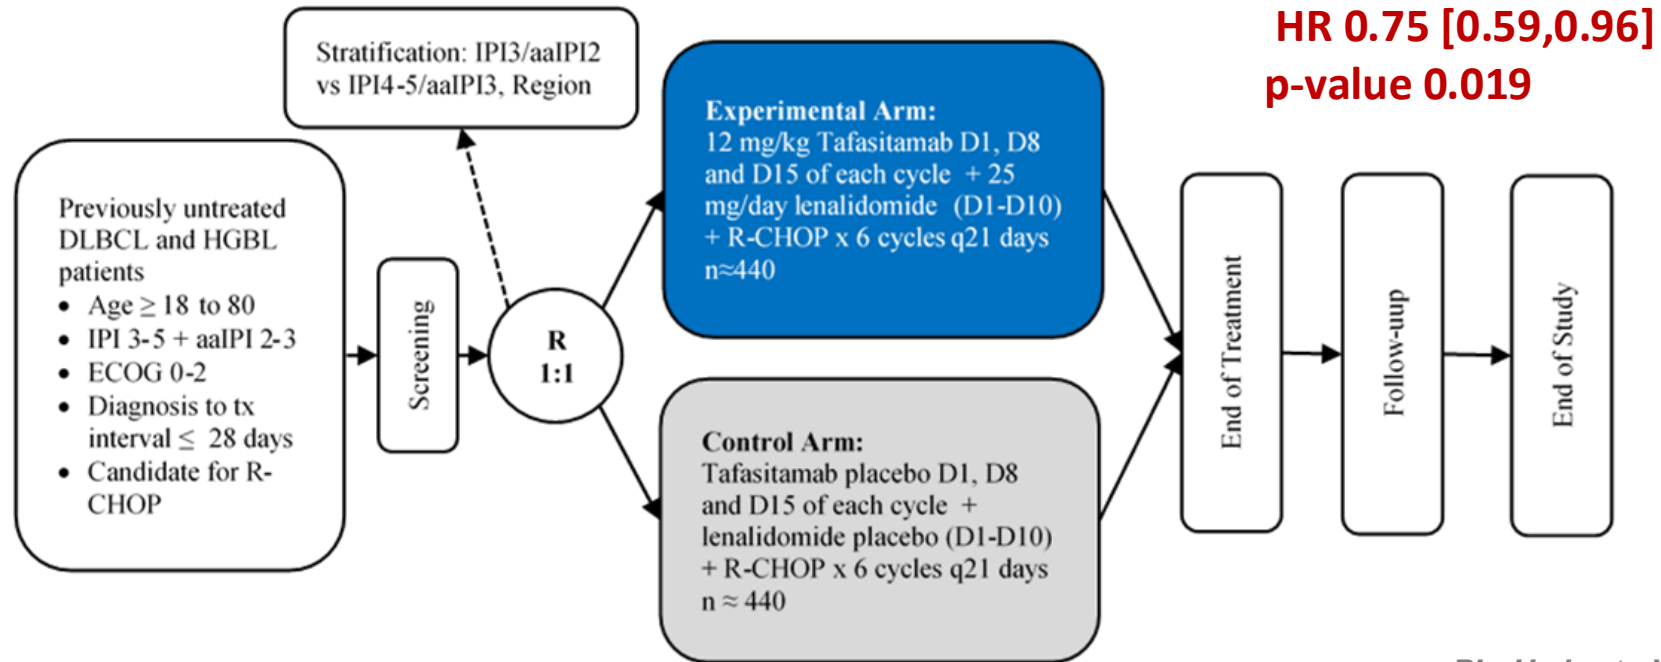 HR 0.75 [0.59,0.96]
p-value 0.019
Stratification: IPI3/aaIPI2
vs IPI4-5/aaIPI3, Region
Previously untreated
DLBCL and HGBL
patients
• Age ≥ 18 to 80
• IPI 3-5 + aaIPI 2-3
• ECOG 0-2
• Diagnosis to tx
interval ≤ 28 days
• Candidate for R-
CHOP
Screening
R
1:1
Experimental Arm:
12 mg/kg Tafasitamab D1, D8
and D15 of each cycle + 25
mg/day lenalidomide (D1-D10)
+ R-CHOP x 6 cycles q21 days
n≈440
Control Arm:
Tafasitamab placebo D1, D8
and D15 of each cycle +
lenalidomide placebo (D1-D10)
+ R-CHOP x 6 cycles q21 days
n ≈ 440
End of Treatment
Follow-uup
End of Study